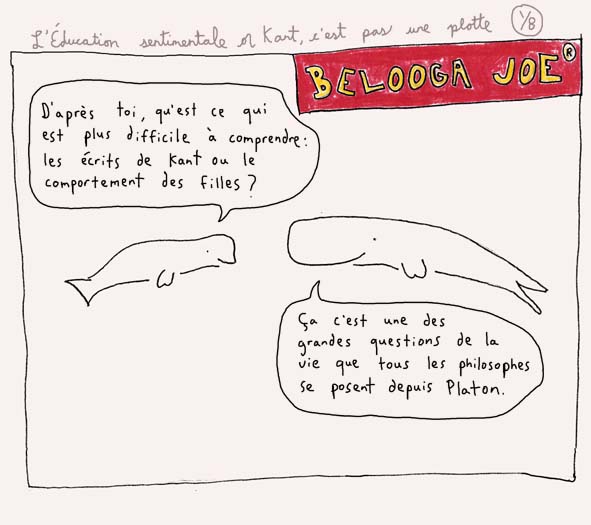 L'Éducation sentimentale or Kant, c'est pas une plotte 1/8
BELOOGA JOE ®
D'après toi, qu'est ce qui
est plus difficile à comprendre:
les écrits de Kant ou le
comportement des filles?
Ça c'est une des
grandes questions de la
vie que tous les philosophes
se posent depuis Platon.